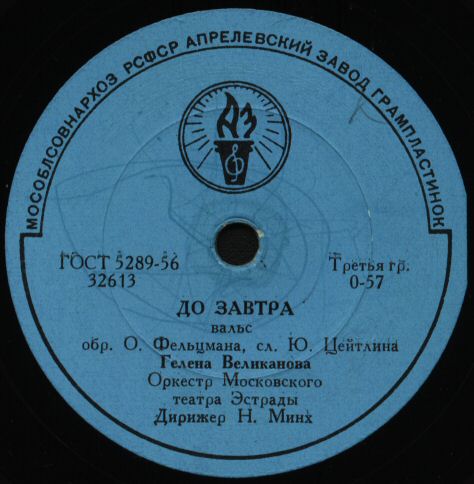 МОСОБЛСОВНАРХОЗ РСФСР АПРЕЛЕВСКИЙ ЗАВОД ГРАМПЛАСТИНОК
АЗ
ГОСТ 5289-56
32613
Третья гр.
0-57
ДО ЗАВТРА
вальс
обр. О. Фельцмана, сл. Ю. Цейтлина
Гелена Великанова
Оркестр Московского
театра Эстрады
Дирижер Н. Минх